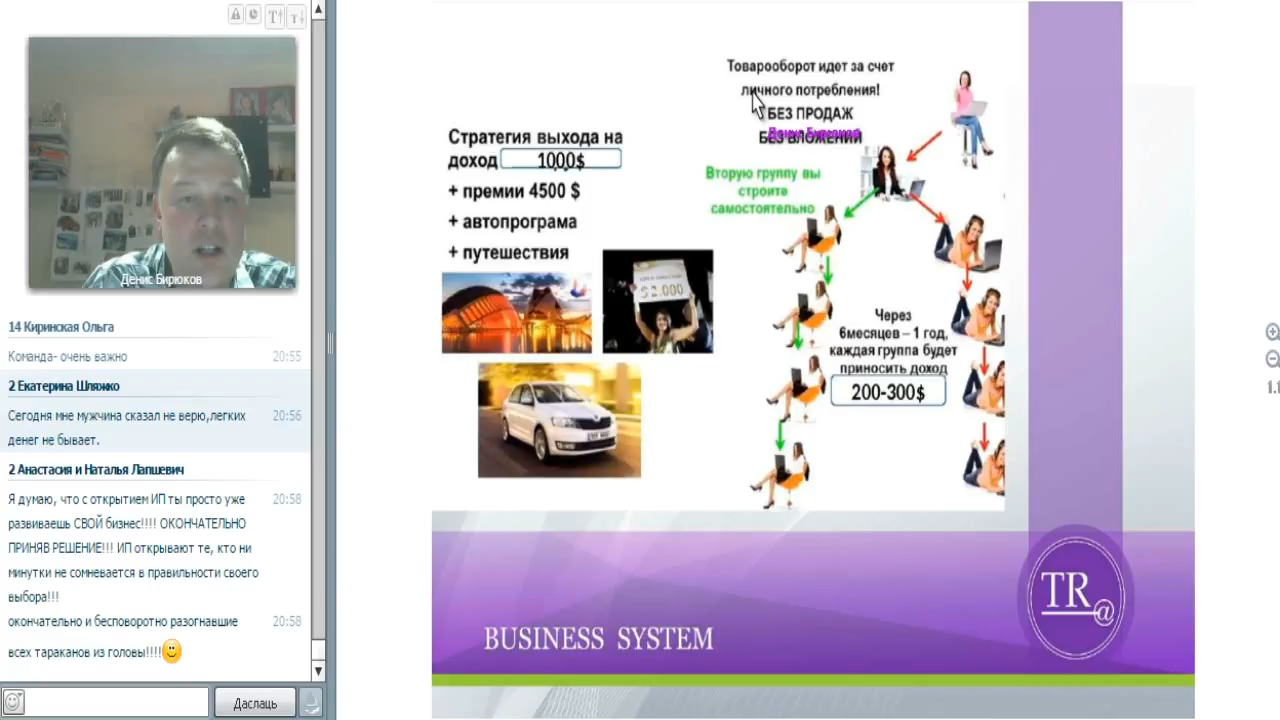 Денис Бирюков
14 Киринская Ольга
Команда- очень важно 20:55
2 Екатерина Шляжко
Сегодня мне мужчина сказал не верю,легких 20:56
денег не бывает.
2 Анастасия и Наталья Лапшевич
Я думаю, что с открытием ИП ты просто уже 20:58
развиваешь СВОЙ бизнес!!!! ОКОНЧАТЕЛЬНО
ПРИНЯВ РЕШЕНИЕ!!! ИП открывают те, кто ни
минутки не сомневается в правильности своего
выбора!!!
окончательно и бесповоротно разогнавшие 20:58
всех тараканов из головы!!!!
Даслаць
Товарооборот идет за счет
личного потребления!
БЕЗ ПРОДАЖ
БЕЗ ВЛОЖЕНИЙ
Денис Бирюков
Стратегия выхода на
доход 1000$
+ премии 4500 $
+ автопрограма
+ путешествия
$2.000
Вторую группу вы
строите
самостоятельно
Через
6месяцев – 1 год,
каждая группа будет
приносить доход
200-300$
TR@
BUSINESS SYSTEM